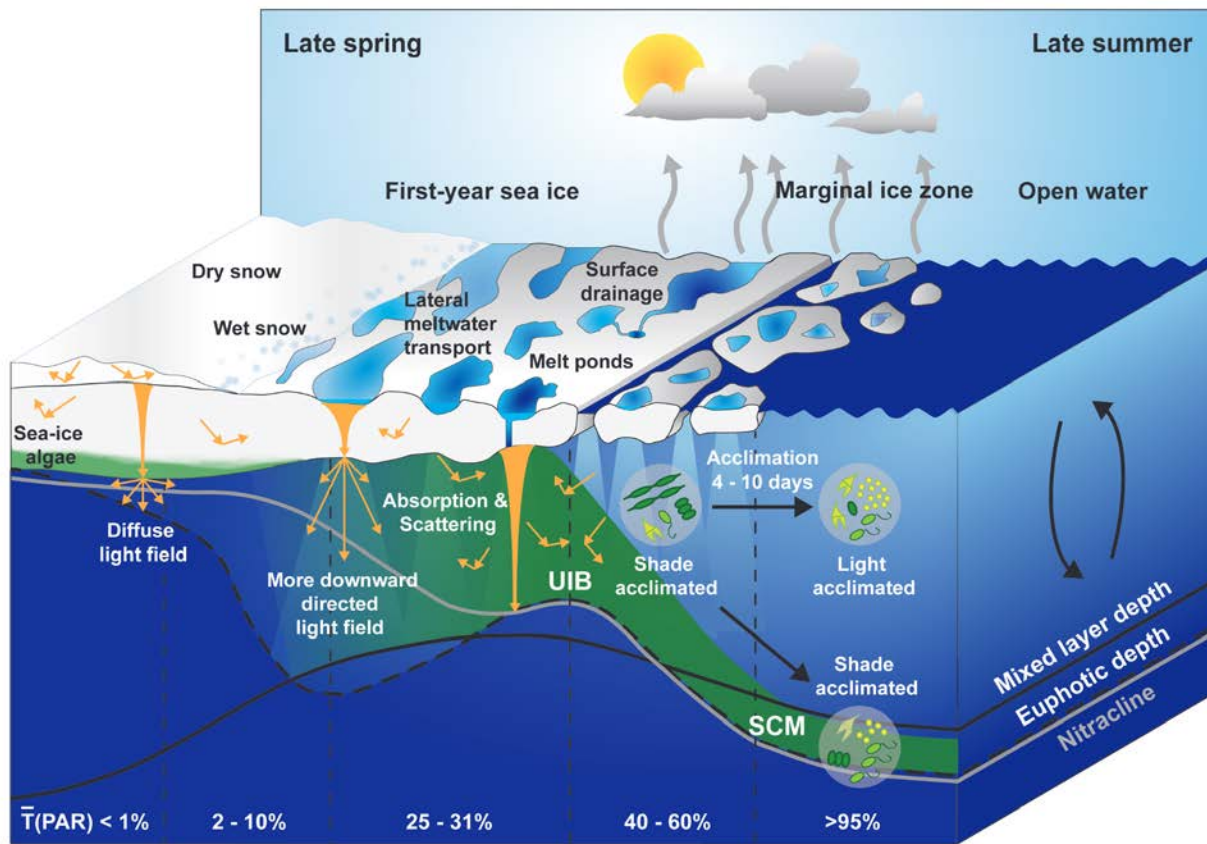 Late spring
Late summer
First-year sea ice
Marginal ice zone
Open water
Dry snow
Wet snow
Lateral
meltwater
transport
Surface
drainage
Melt ponds
Sea-ice
algae
Diffuse
light field
More downward
directed
light field
Absorption &
Scattering
UIB
Shade
acclimated
Acclimation
4 - 10 days
Light
acclimated
Shade
acclimated
SCM
Mixed layer depth
Euphotic depth
Nitracline
T̅(PAR) < 1%
2 - 10%
25 - 31%
40 - 60%
>95%